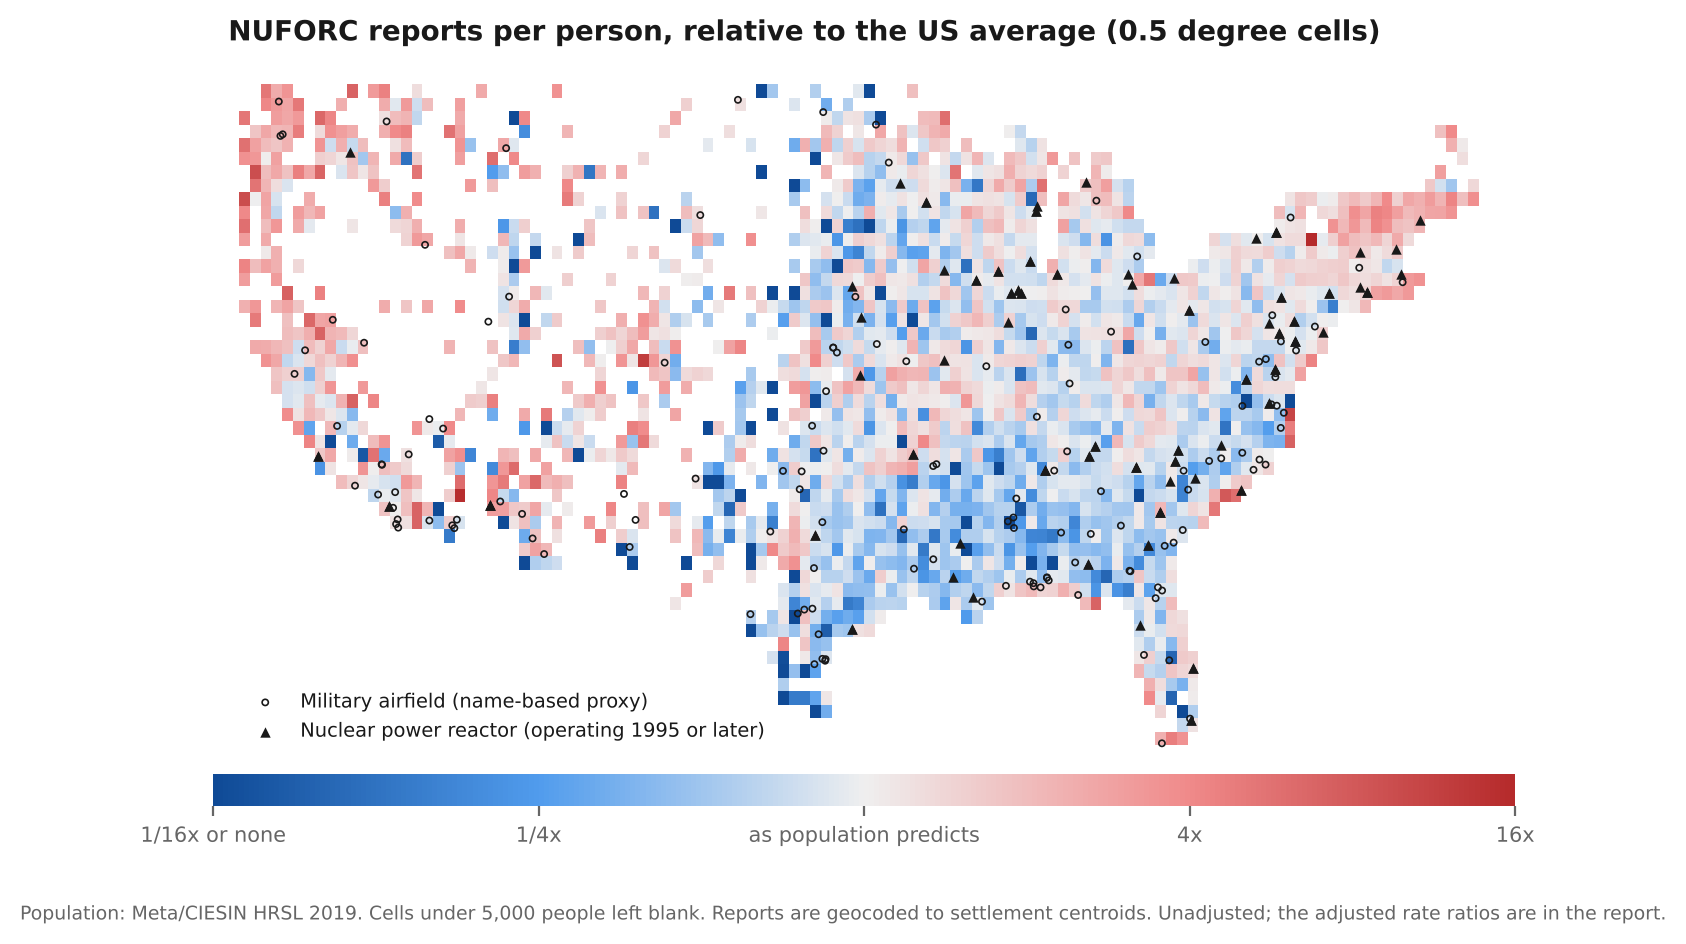 NUFORC reports per person, relative to the US average (0.5 degree cells)
Military airfield (name-based proxy)
Nuclear power reactor (operating 1995 or later)
1/16x or none
1/4x
as population predicts
4x
16x
Population: Meta/CIESIN HRSL 2019. Cells under 5,000 people left blank. Reports are geocoded to settlement centroids. Unadjusted; the adjusted rate ratios are in the report.